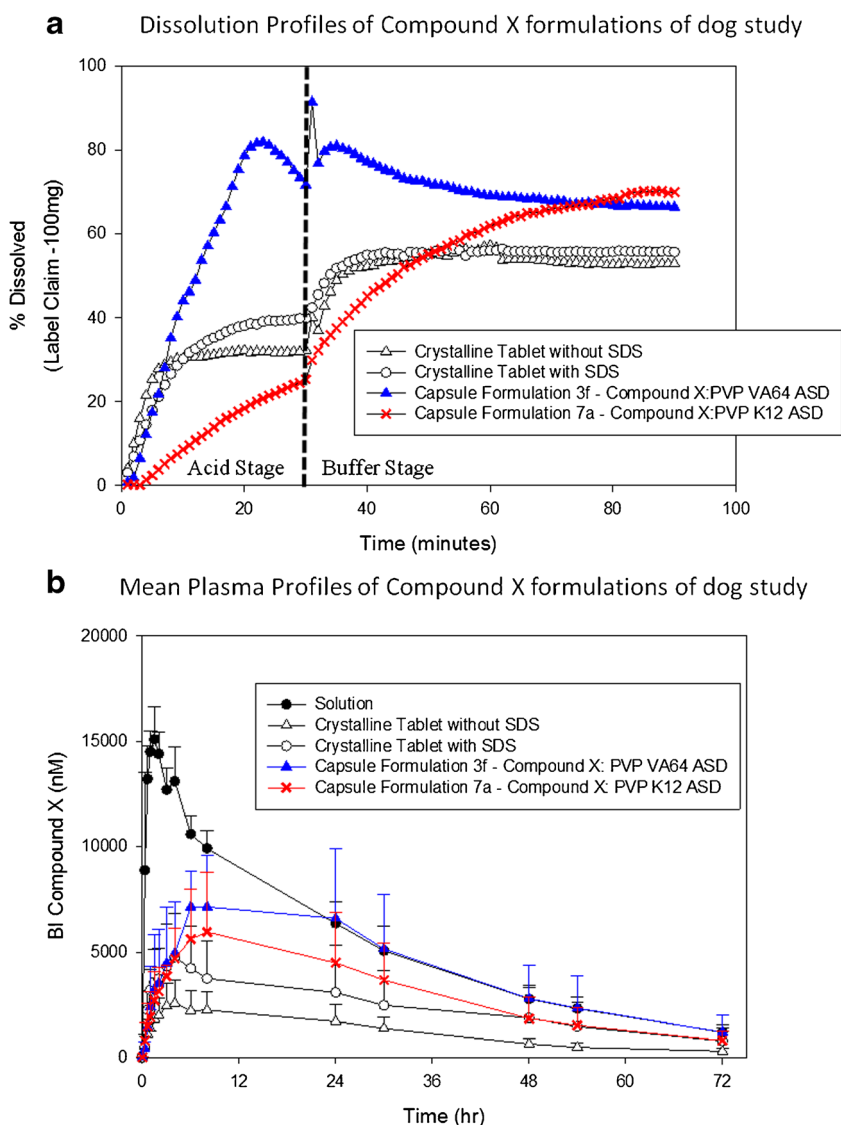 a
Dissolution Profiles of Compound X formulations of dog study
100
80
60
40
20
0
% Dissolved
(Label Claim -100mg)
Crystalline Tablet without SDS
Crystalline Tablet with SDS
Capsule Formulation 3f - Compound X:PVP VA64 ASD
Capsule Formulation 7a - Compound X:PVP K12 ASD
Acid Stage
Buffer Stage
0
20
40
60
80
100
Time (minutes)
b
Mean Plasma Profiles of Compound X formulations of dog study
20000
15000
10000
5000
0
BI Compound X (nM)
Solution
Crystalline Tablet without SDS
Crystalline Tablet with SDS
Capsule Formulation 3f - Compound X: PVP VA64 ASD
Capsule Formulation 7a - Compound X: PVP K12 ASD
0
12
24
36
48
60
72
Time (hr)